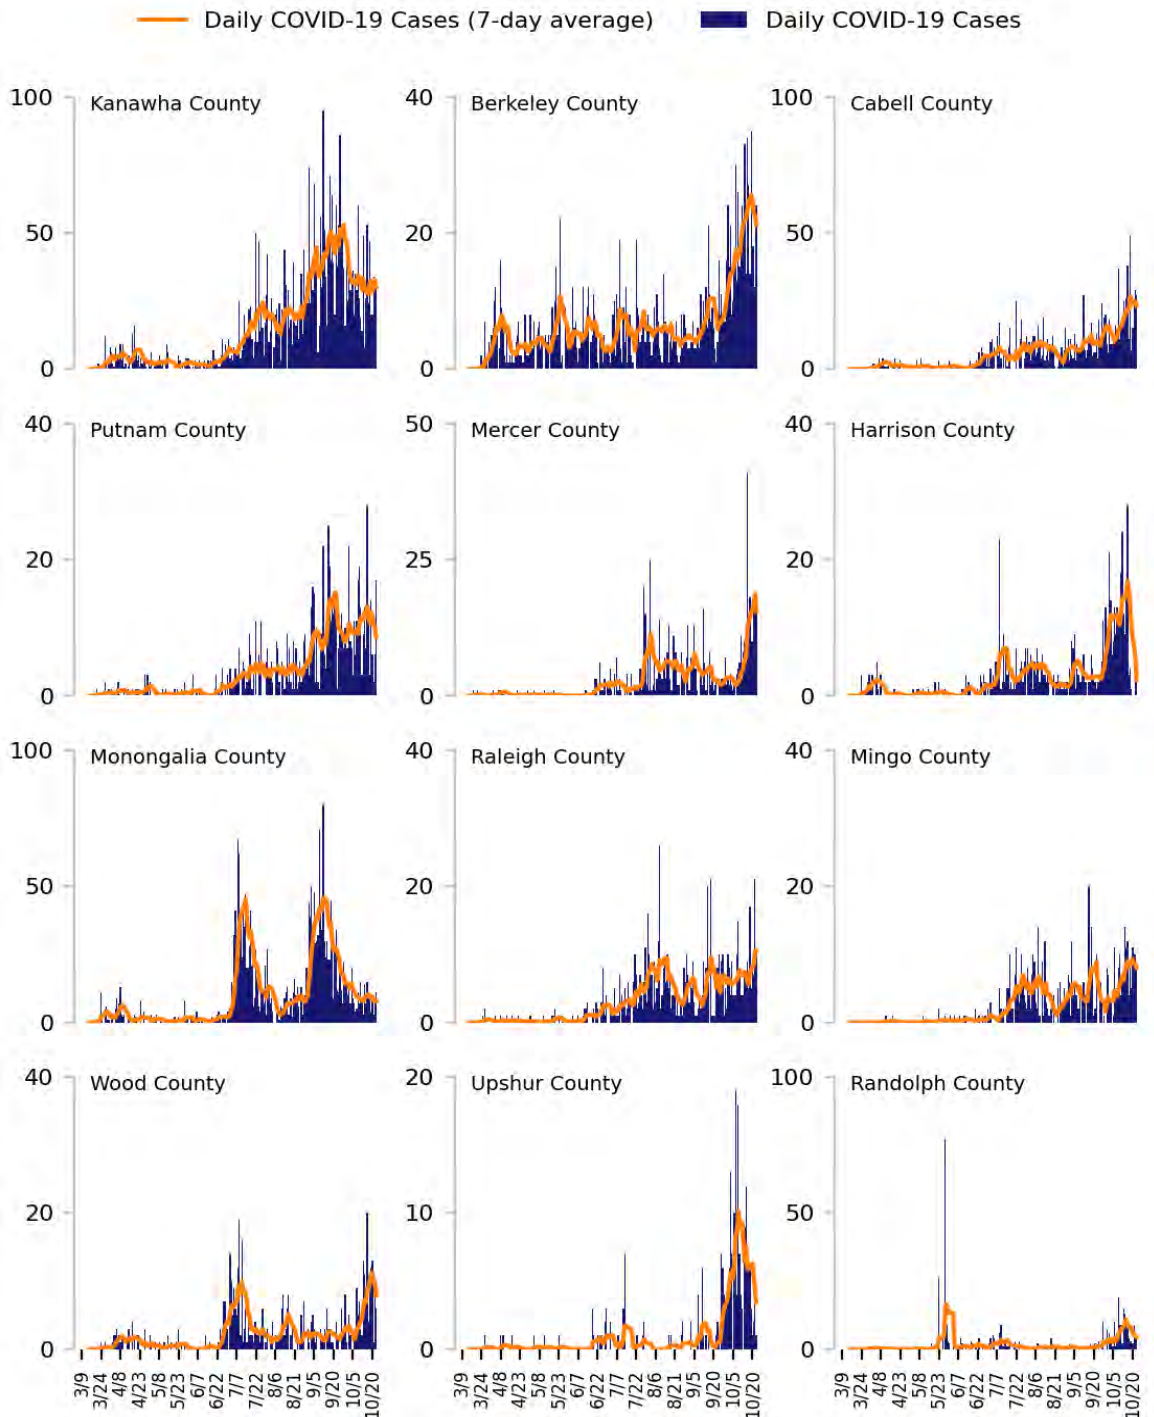 Daily COVID-19 Cases (7-day average) Daily COVID-19 Cases
100 Kanawha County 40 Berkeley County 100 Cabell County
50 20 50
0 0 0
40 Putnam County 50 Mercer County 40 Harrison County
20 25 20
0 0 0
100 Monongalia County 40 Raleigh County 40 Mingo County
50 20 20
0 0 0
40 Wood County 20 Upshur County 100 Randolph County
20 10 50
0 0 0
3/9 3/24 4/8 4/23 5/8 5/23 6/7 6/22 7/7 7/22 8/6 8/21 9/5 9/20 10/5 10/20 3/9 3/24 4/8 4/23 5/8 5/23 6/7 6/22 7/7 7/22 8/6 8/21 9/5 9/20 10/5 10/20 3/9 3/24 4/8 4/23 5/8 5/23 6/7 6/22 7/7 7/22 8/6 8/21 9/5 9/20 10/5 10/20